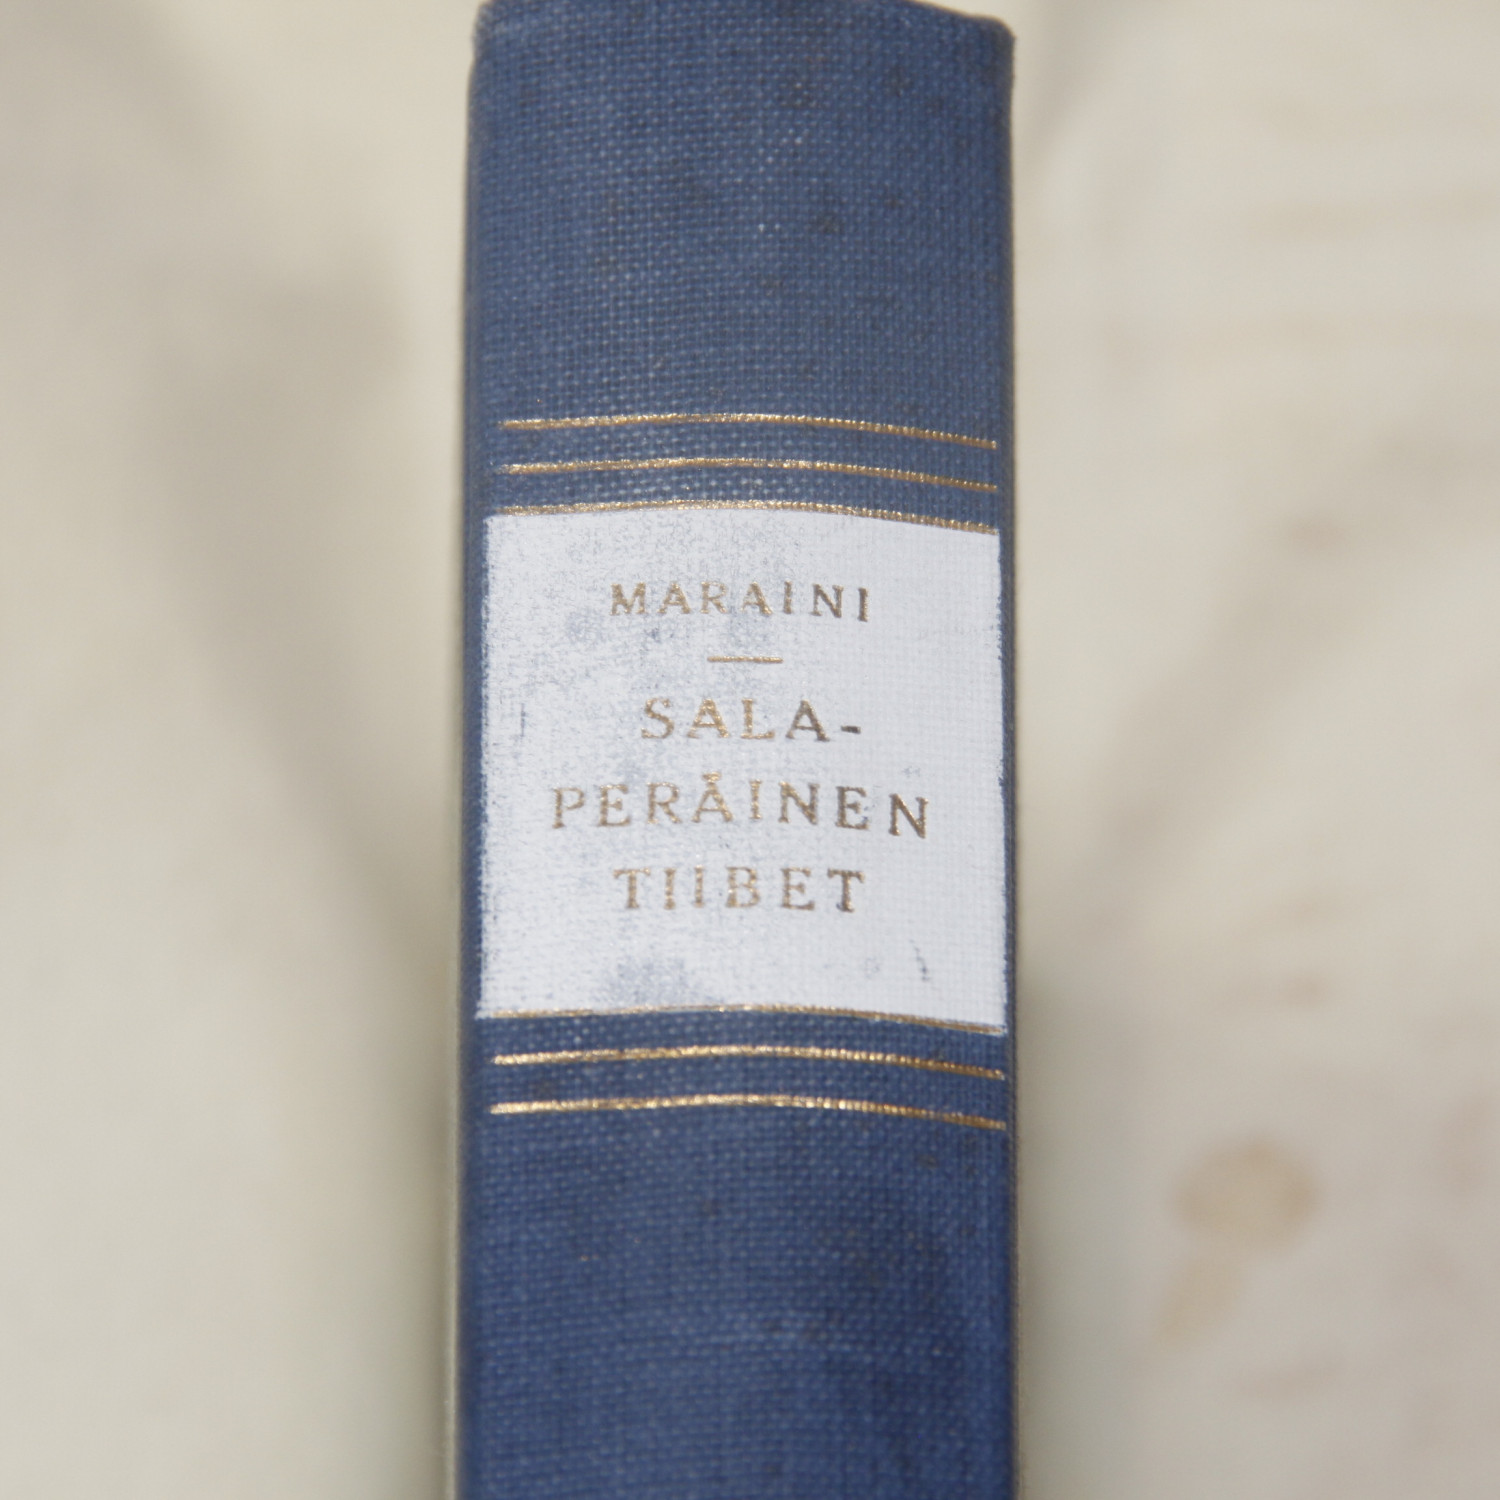 MARAINI
SALA-
PERÄINEN
TIIBET